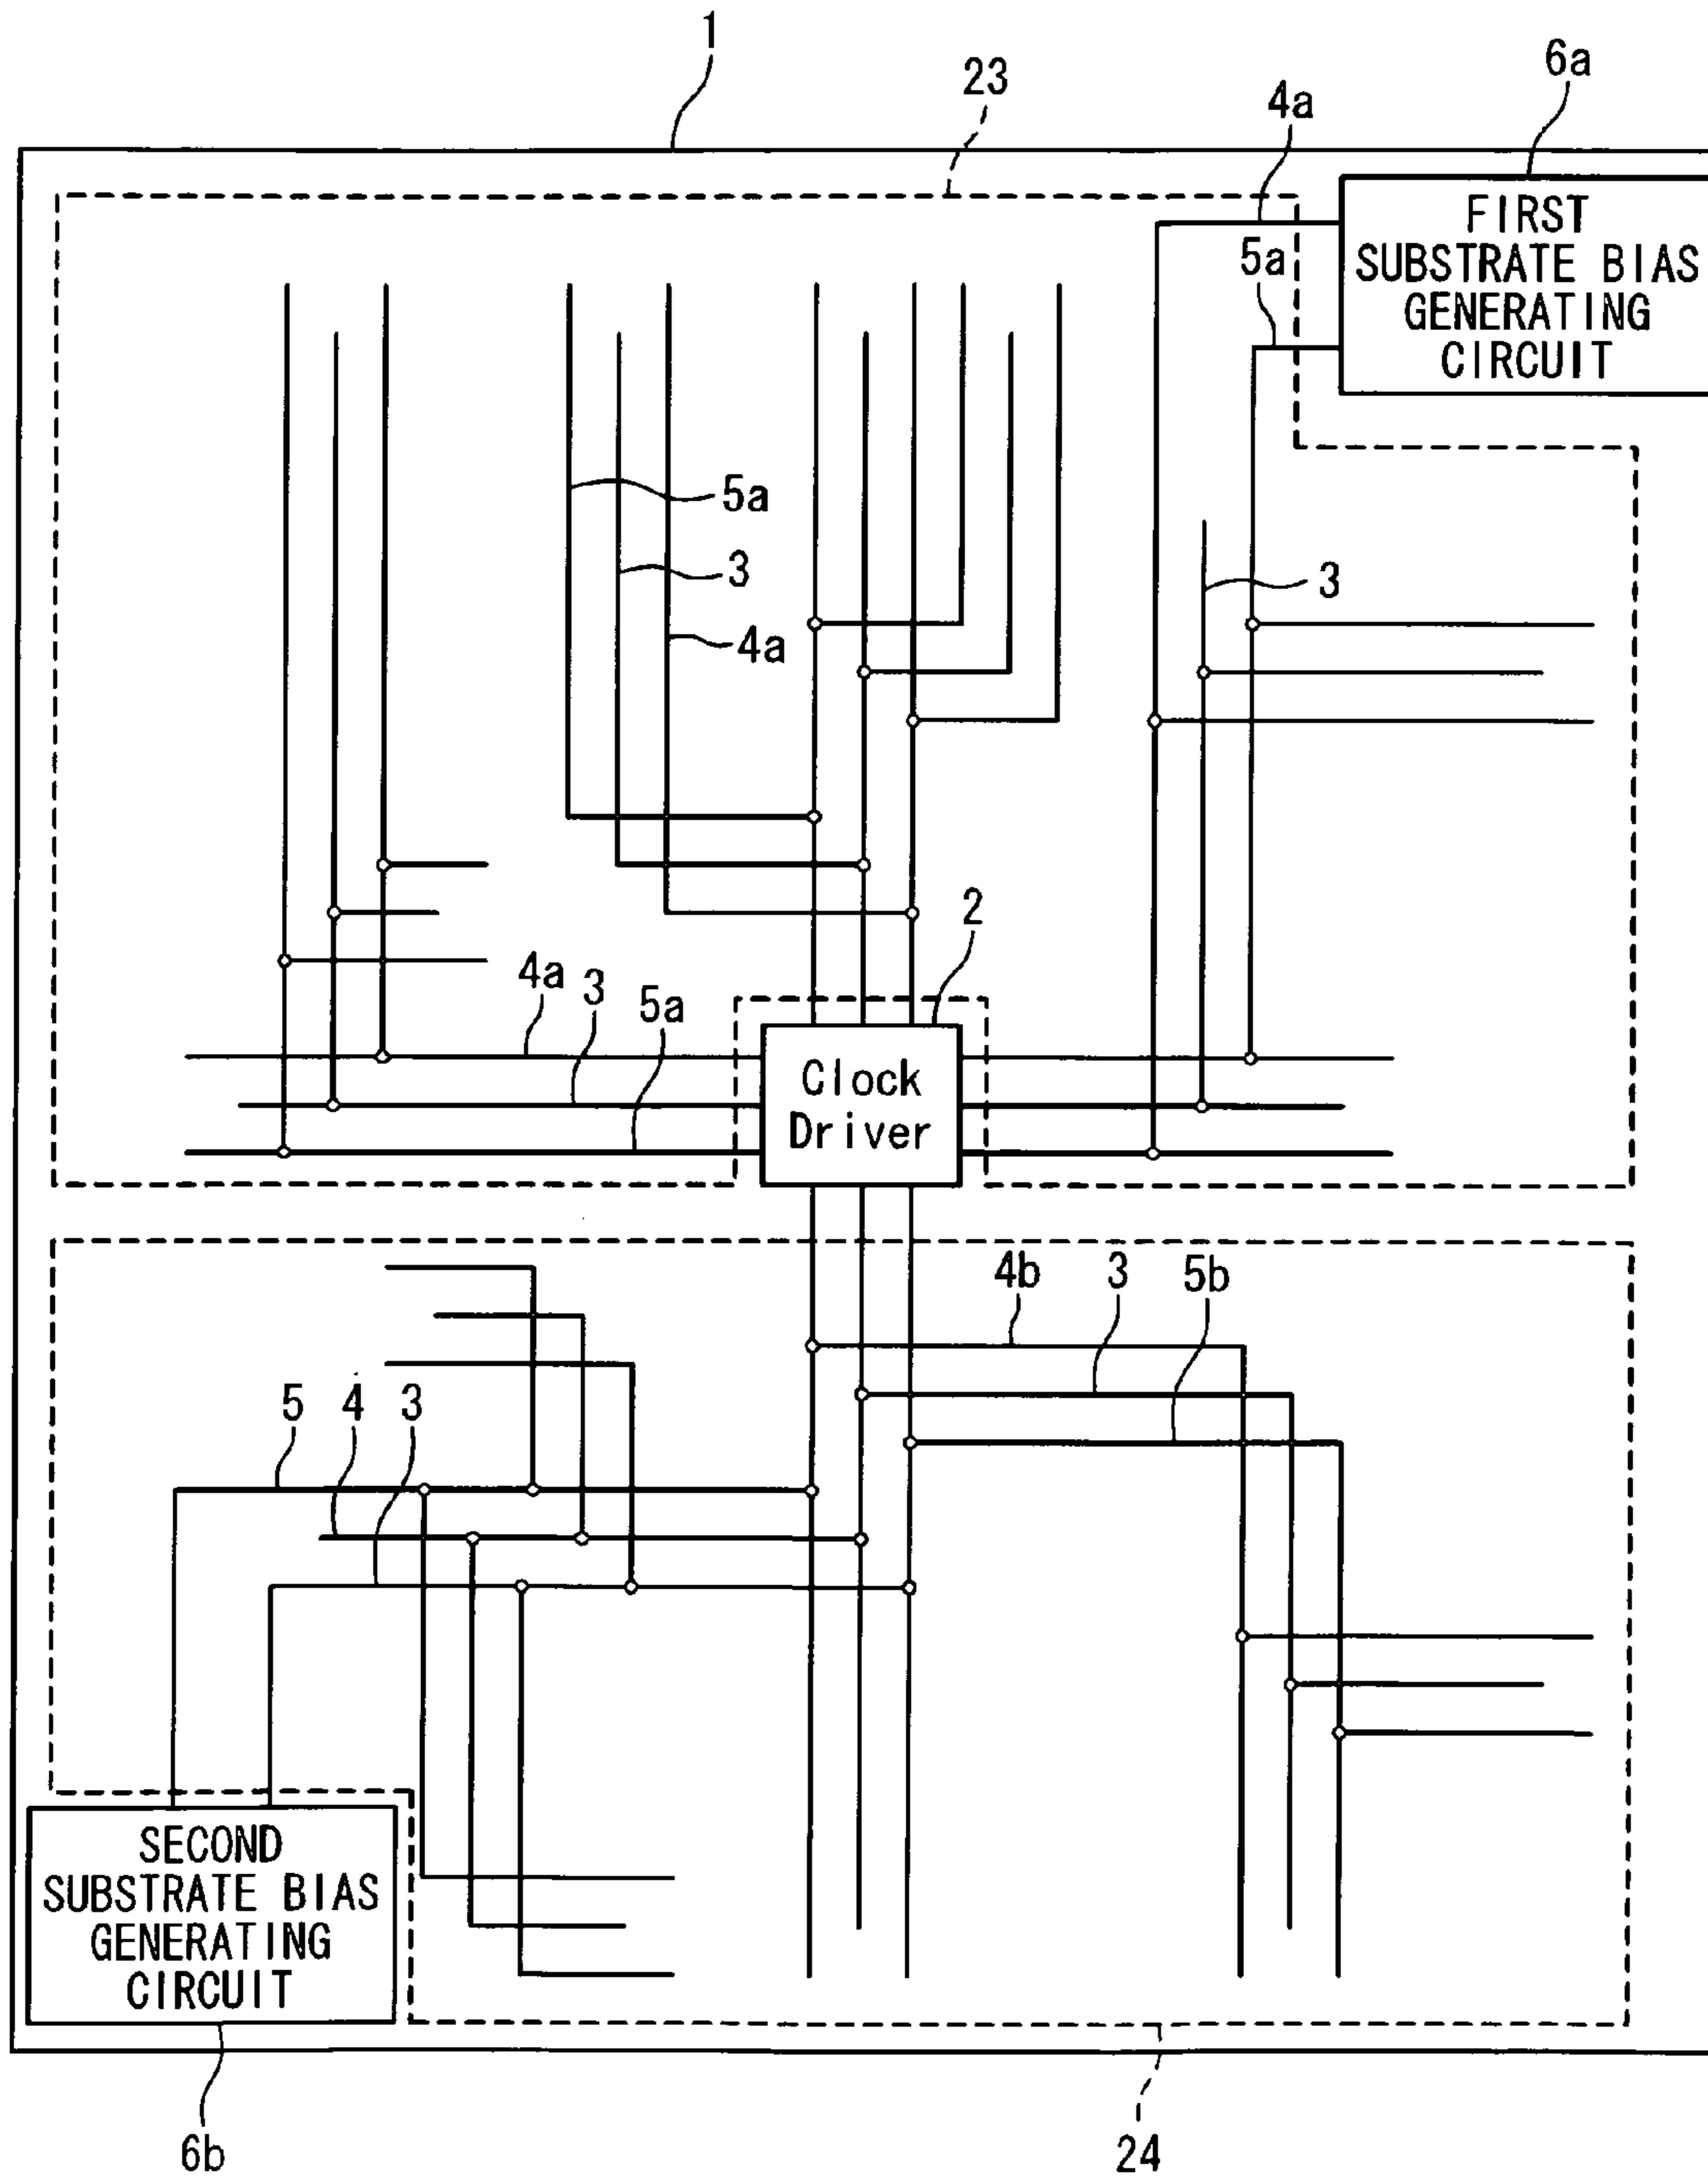 1
23
6a
4a
FIRST
SUBSTRATE BIAS
GENERATING
CIRCUIT
5a
5a
3
3
4a
2
4a
3
5a
Clock
Driver
4b
3
5b
5
4
3
SECOND
SUBSTRATE BIAS
GENERATING
CIRCUIT
6b
24